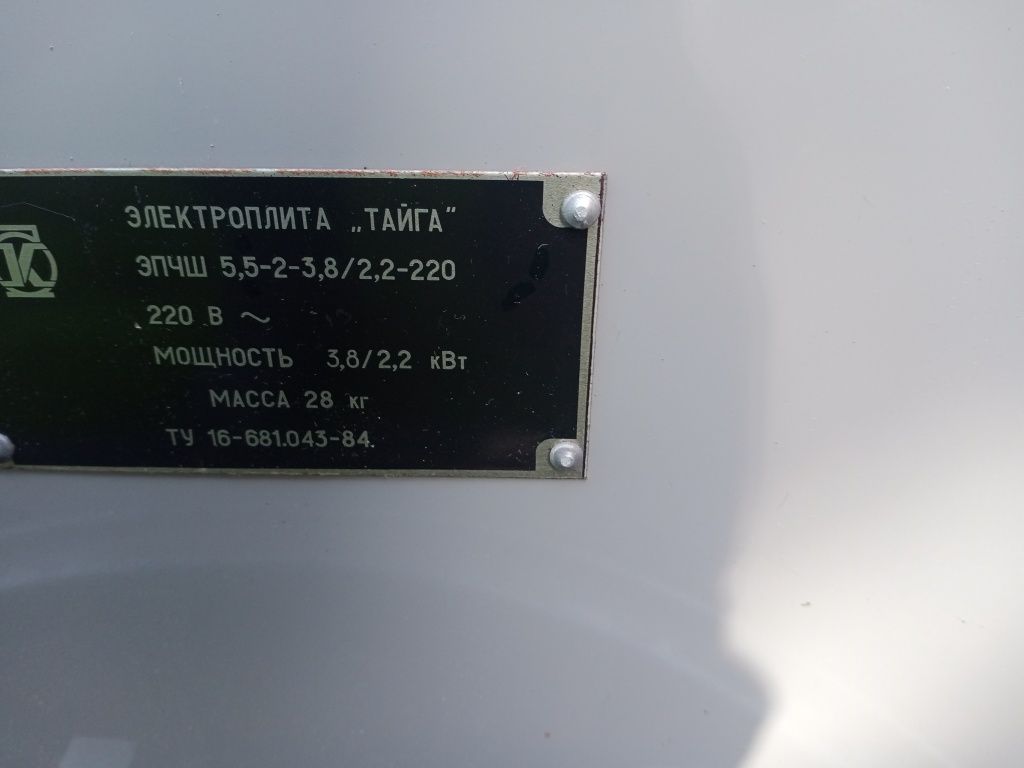 ЭЛЕКТРОПЛИТА „ТАЙГА"
ЭПЧШ 5,5-2-3,8/2,2-220
220 В ~
МОЩНОСТЬ 3,8/2,2 кВт
МАССА 28 кг
ТУ 16-681.043-84